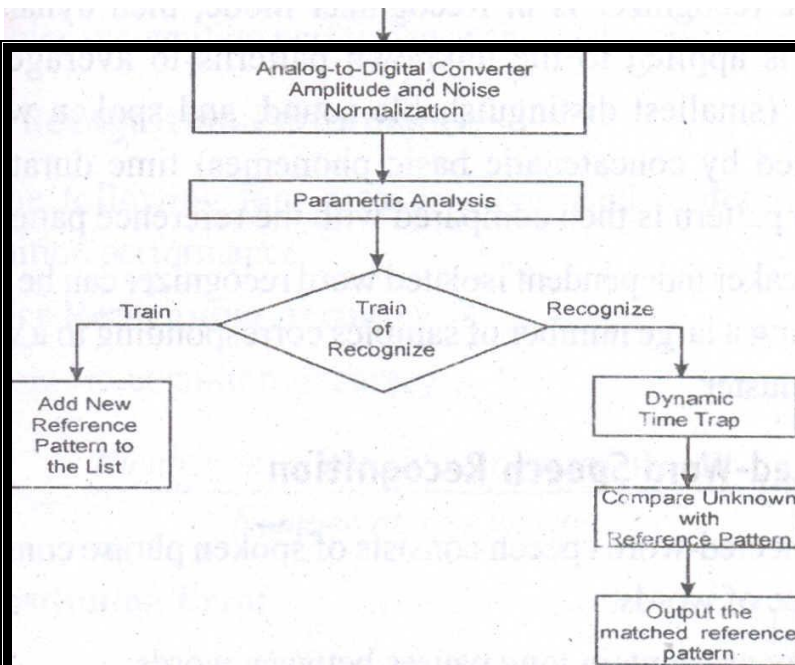 Analog-to-Digital Converter
Amplitude and Noise
Normalization
Parametric Analysis
Train
Train
of
Recognize
Recognize
Add New
Reference
Pattern to
the List
Dynamic
Time Trap
Compare Unknown
with
Reference Pattern
Output the
matched reference
pattern